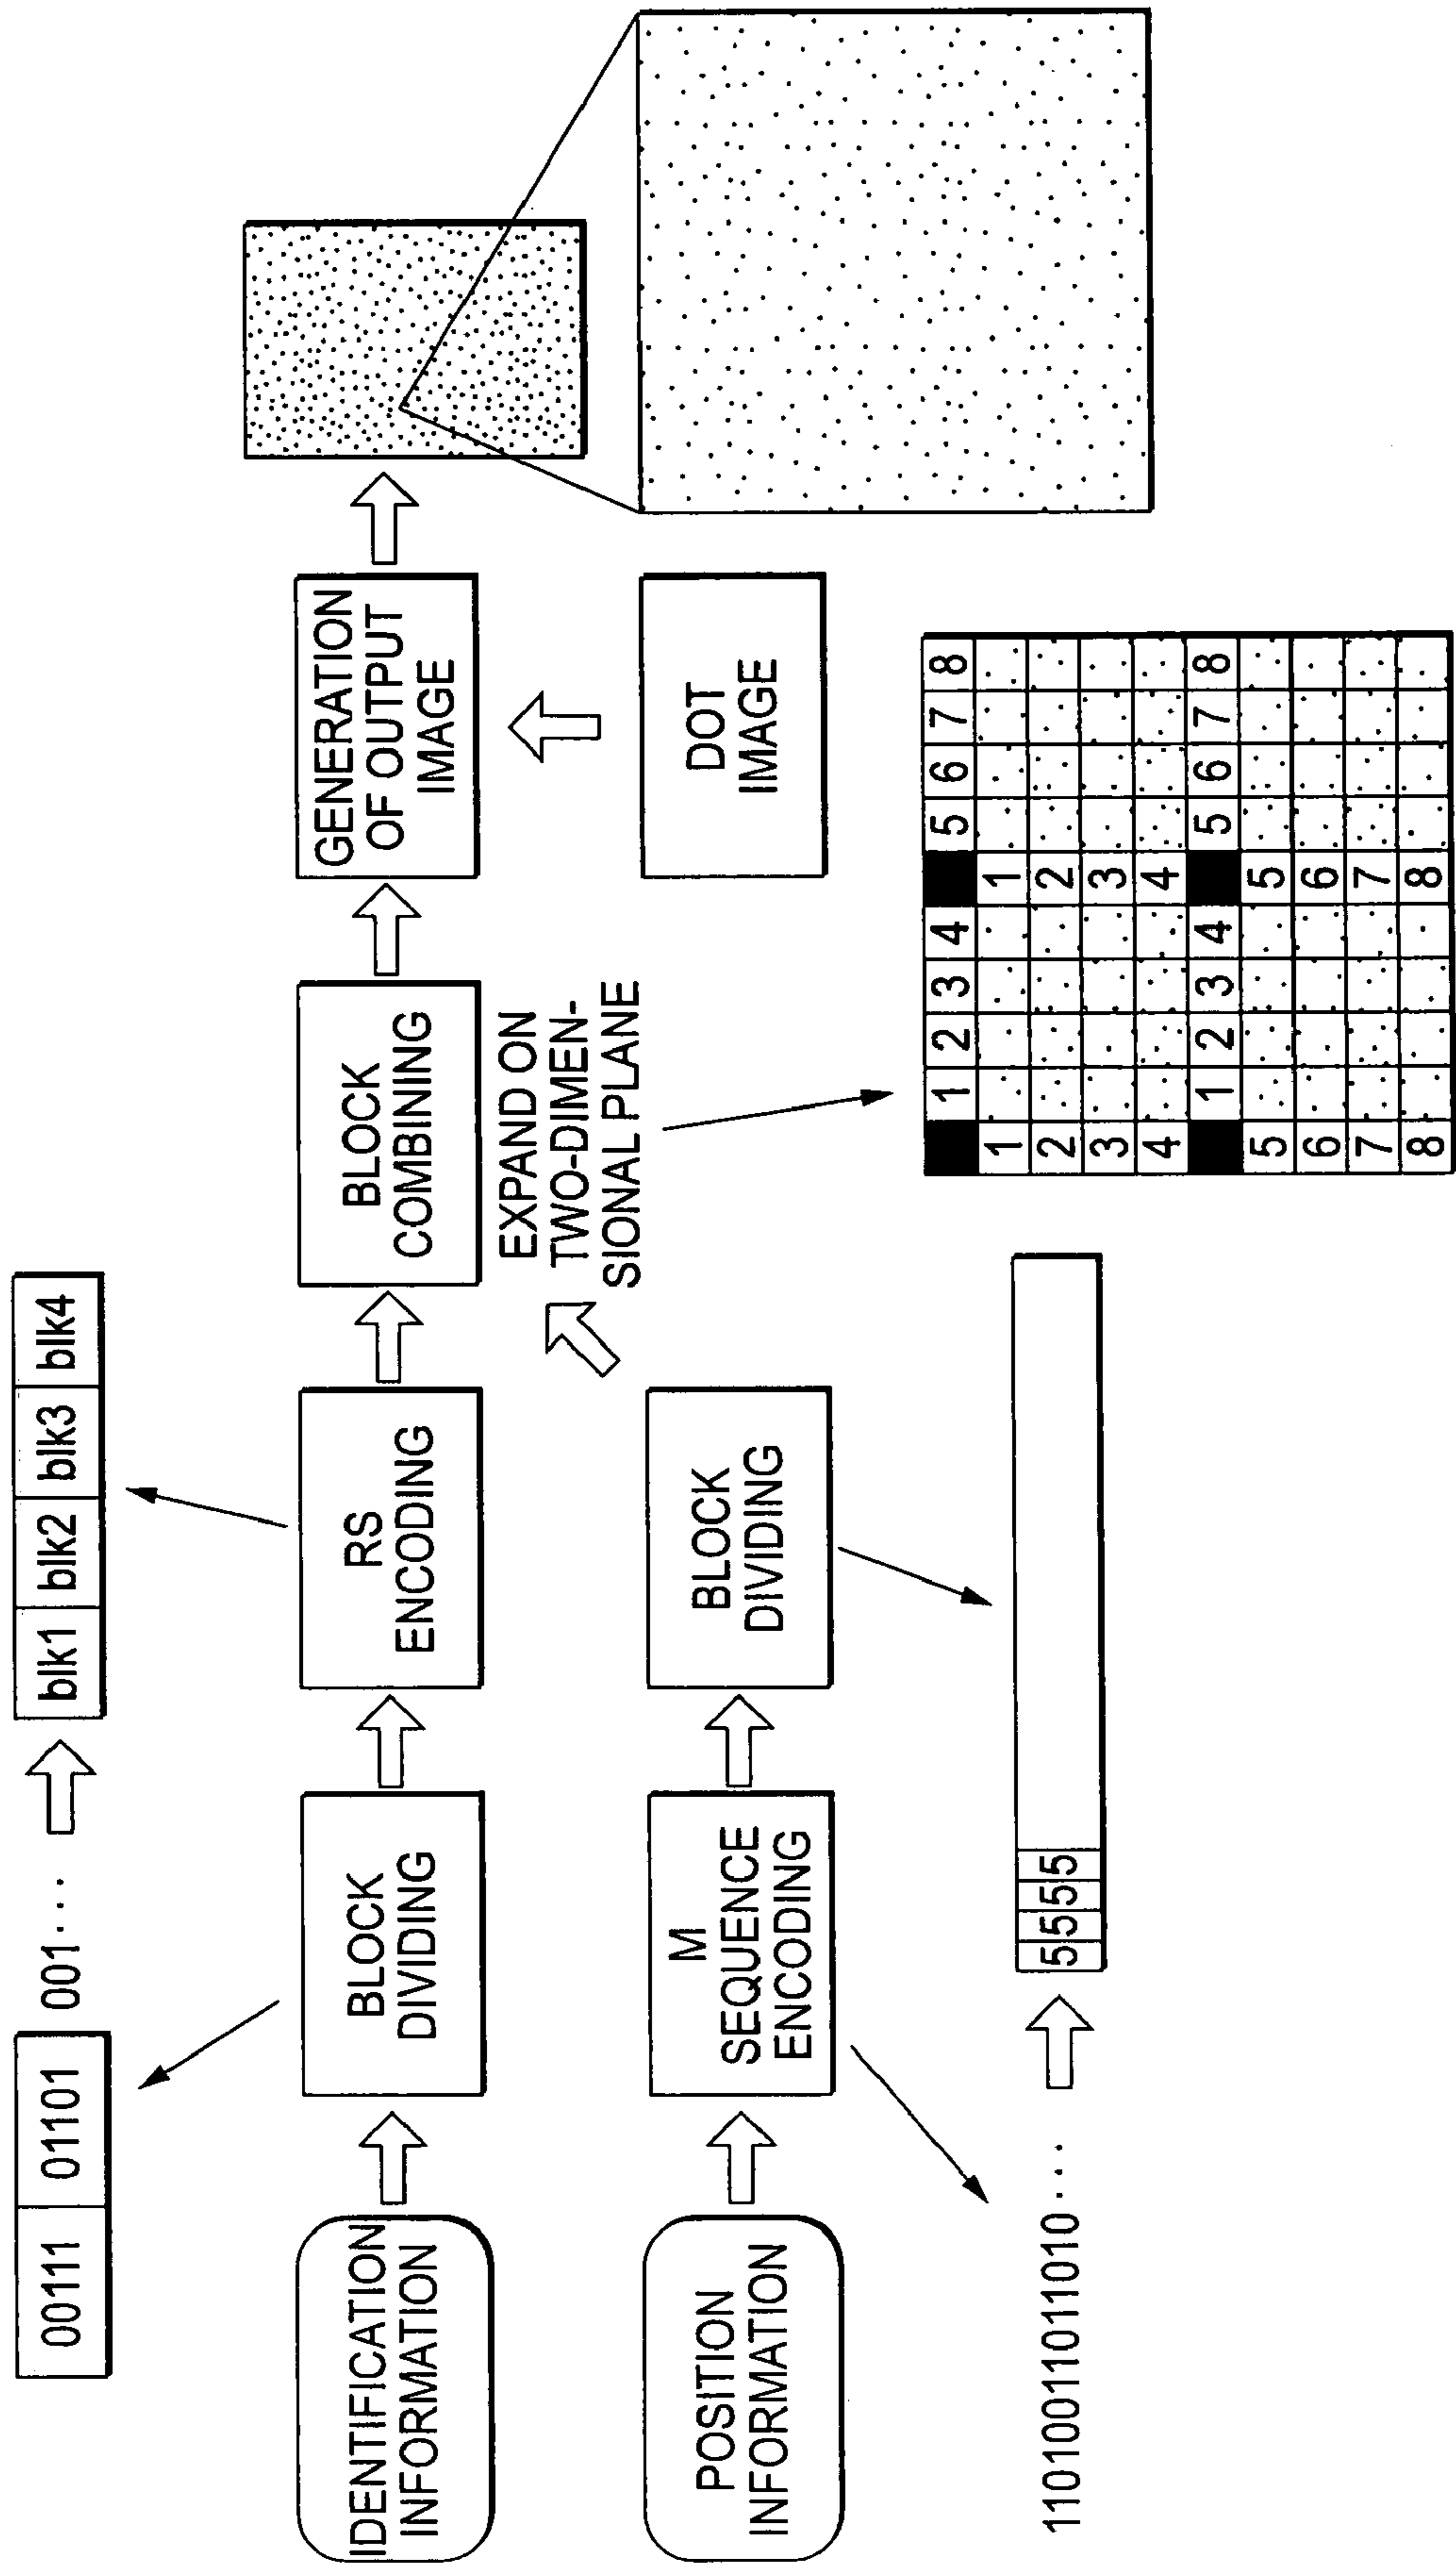 00111 01101 001··· blk1 blk2 blk3 blk4
IDENTIFICATION
INFORMATION
BLOCK
DIVIDING
RS
ENCODING
BLOCK
COMBINING
GENERATION
OF OUTPUT
IMAGE
EXPAND ON
TWO-DIMEN-
SIONAL PLANE
POSITION
INFORMATION
M
SEQUENCE
ENCODING
BLOCK
DIVIDING
DOT
IMAGE
11010011011010··· 5 5 5 5
1 2 3 4 5 6 7 8
1 1
2 2
3 3
4 4
1 2 3 4 5 6 7 8
5 5
6 6
7 7
8 8